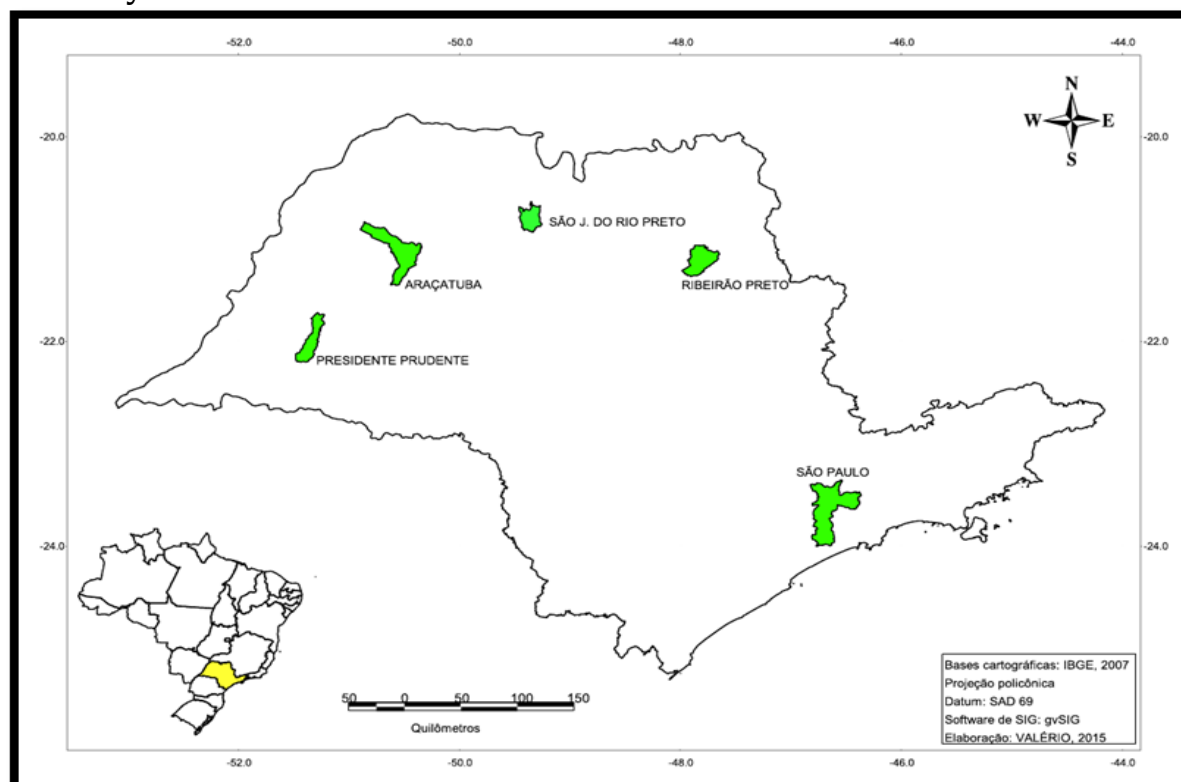 -52.0 -50.0 -48.0 -46.0 -44.0
N
W E
S
-20.0 -20.0
SÃO J. DO RIO PRETO
ARAÇATUBA
RIBEIRÃO PRETO
-22.0 -22.0
PRESIDENTE PRUDENTE
SÃO PAULO
-24.0 -24.0
Bases cartográficas: IBGE, 2007
Projeção policônica
Datum: SAD 69
Software de SIG: gvSIG
Elaboração: VALÉRIO, 2015
50 0 50 100 150
Quilômetros
-52.0 -50.0 -48.0 -46.0 -44.0